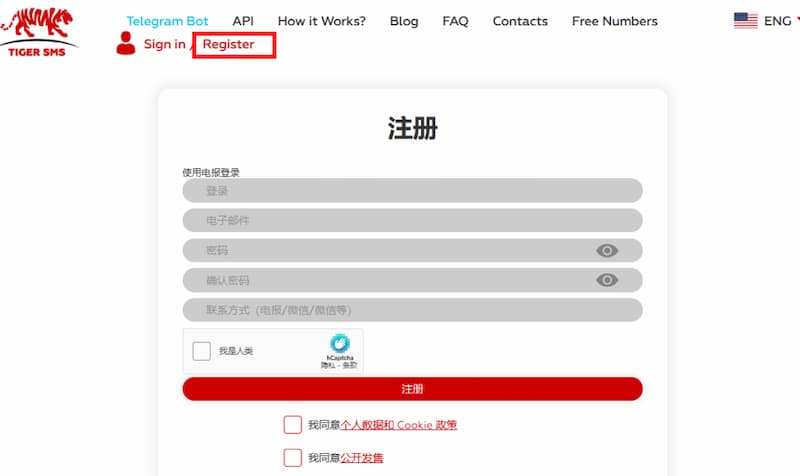 Telegram Bot API How it Works? Blog FAQ Contacts Free Numbers ENG
TIGER SMS
Sign in / Register
注册
使用电报登录
登录
电子邮件
密码
确认密码
联系方式（电报/微信/微信等）
我是人类
hCaptcha
隐私 - 条款
注册
我同意个人数据和 Cookie 政策
我同意公开发售